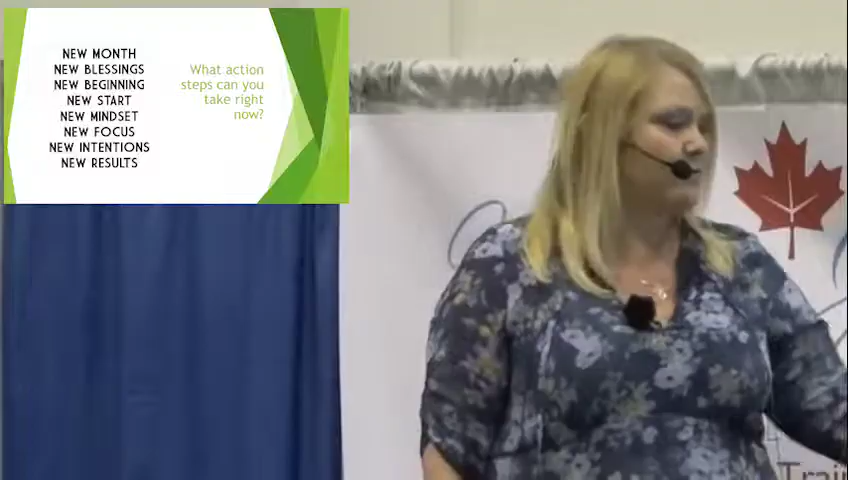 NEW MONTH
NEW BLESSINGS
NEW BEGINNING
NEW START
NEW MINDSET
NEW FOCUS
NEW INTENTIONS
NEW RESULTS
What action
steps can you
take right
now?